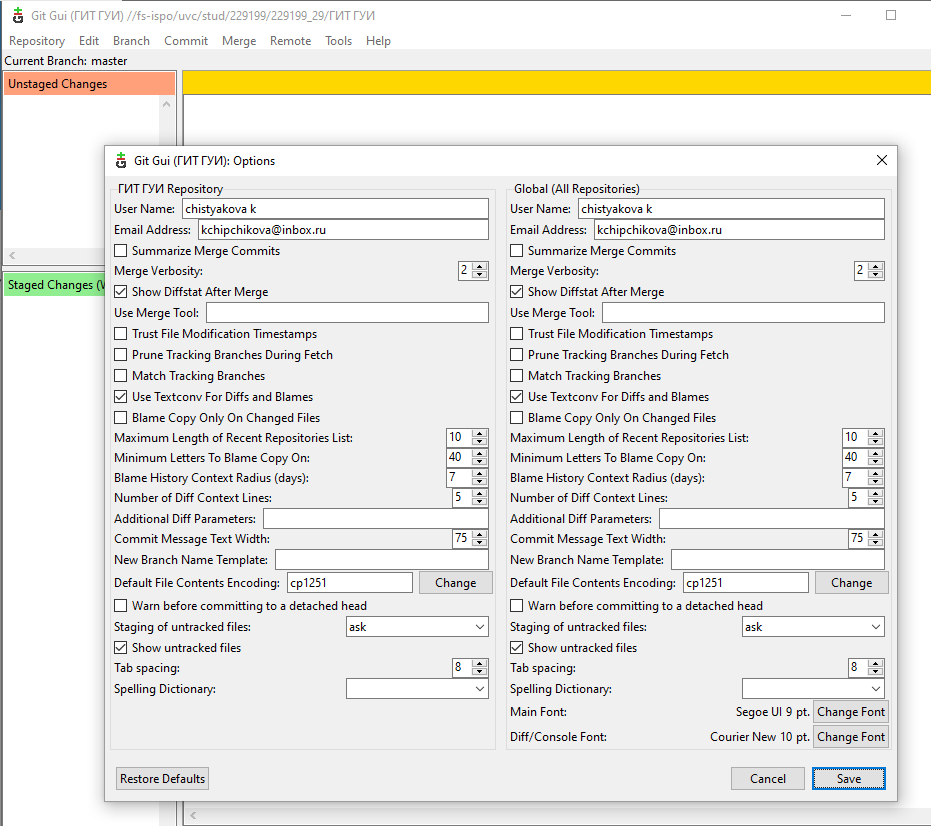 Git Gui (ГИТ ГУИ) //fs-ispo/uvc/stud/229199/229199_29/ГИТ ГУИ
Repository Edit Branch Commit Merge Remote Tools Help
Current Branch: master
Unstaged Changes
Staged Changes (W
Git Gui (ГИТ ГУИ): Options
ГИТ ГУИ Repository
User Name: chistyakova k
Email Address: kchipchikova@inbox.ru
Summarize Merge Commits
Merge Verbosity: 2
Show Diffstat After Merge
Use Merge Tool:
Trust File Modification Timestamps
Prune Tracking Branches During Fetch
Match Tracking Branches
Use Textconv For Diffs and Blames
Blame Copy Only On Changed Files
Maximum Length of Recent Repositories List: 10
Minimum Letters To Blame Copy On: 40
Blame History Context Radius (days): 7
Number of Diff Context Lines: 5
Additional Diff Parameters:
Commit Message Text Width: 75
New Branch Name Template:
Default File Contents Encoding: cp1251 Change
Warn before committing to a detached head
Staging of untracked files: ask
Show untracked files
Tab spacing: 8
Spelling Dictionary:
Global (All Repositories)
User Name: chistyakova k
Email Address: kchipchikova@inbox.ru
Summarize Merge Commits
Merge Verbosity: 2
Show Diffstat After Merge
Use Merge Tool:
Trust File Modification Timestamps
Prune Tracking Branches During Fetch
Match Tracking Branches
Use Textconv For Diffs and Blames
Blame Copy Only On Changed Files
Maximum Length of Recent Repositories List: 10
Minimum Letters To Blame Copy On: 40
Blame History Context Radius (days): 7
Number of Diff Context Lines: 5
Additional Diff Parameters:
Commit Message Text Width: 75
New Branch Name Template:
Default File Contents Encoding: cp1251 Change
Warn before committing to a detached head
Staging of untracked files: ask
Show untracked files
Tab spacing: 8
Spelling Dictionary:
Main Font: Segoe UI 9 pt. Change Font
Diff/Console Font: Courier New 10 pt. Change Font
Restore Defaults Cancel Save